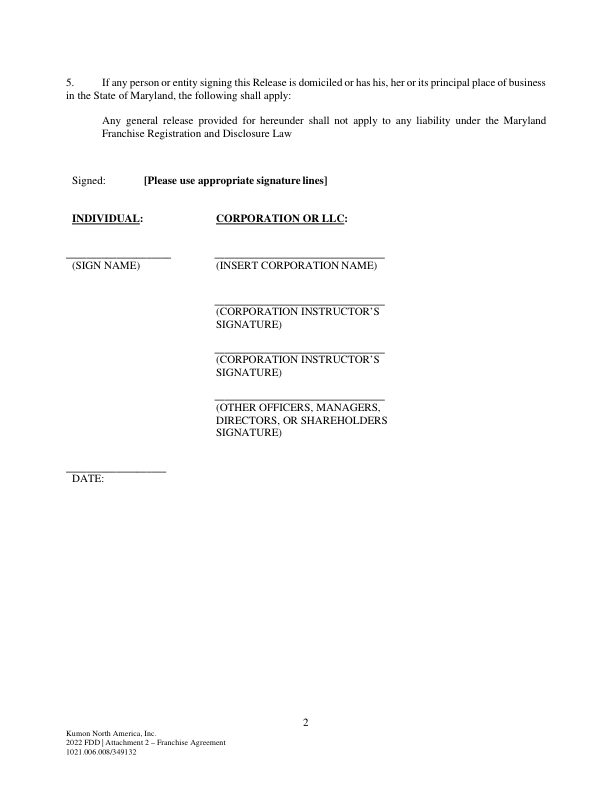 5. If any person or entity signing this Release is domiciled or has his, her or its principal place of business
in the State of Maryland, the following shall apply:
Any general release provided for hereunder shall not apply to any liability under the Maryland
Franchise Registration and Disclosure Law
Signed: [Please use appropriate signature lines]
INDIVIDUAL: CORPORATION OR LLC:
(SIGN NAME) (INSERT CORPORATION NAME)
(CORPORATION INSTRUCTOR'S
SIGNATURE)
(CORPORATION INSTRUCTOR'S
SIGNATURE)
(OTHER OFFICERS, MANAGERS,
DIRECTORS, OR SHAREHOLDERS
SIGNATURE)
DATE:
2
Kumon North America, Inc.
2022 FDD | Attachment 2 – Franchise Agreement
1021.006.008/349132